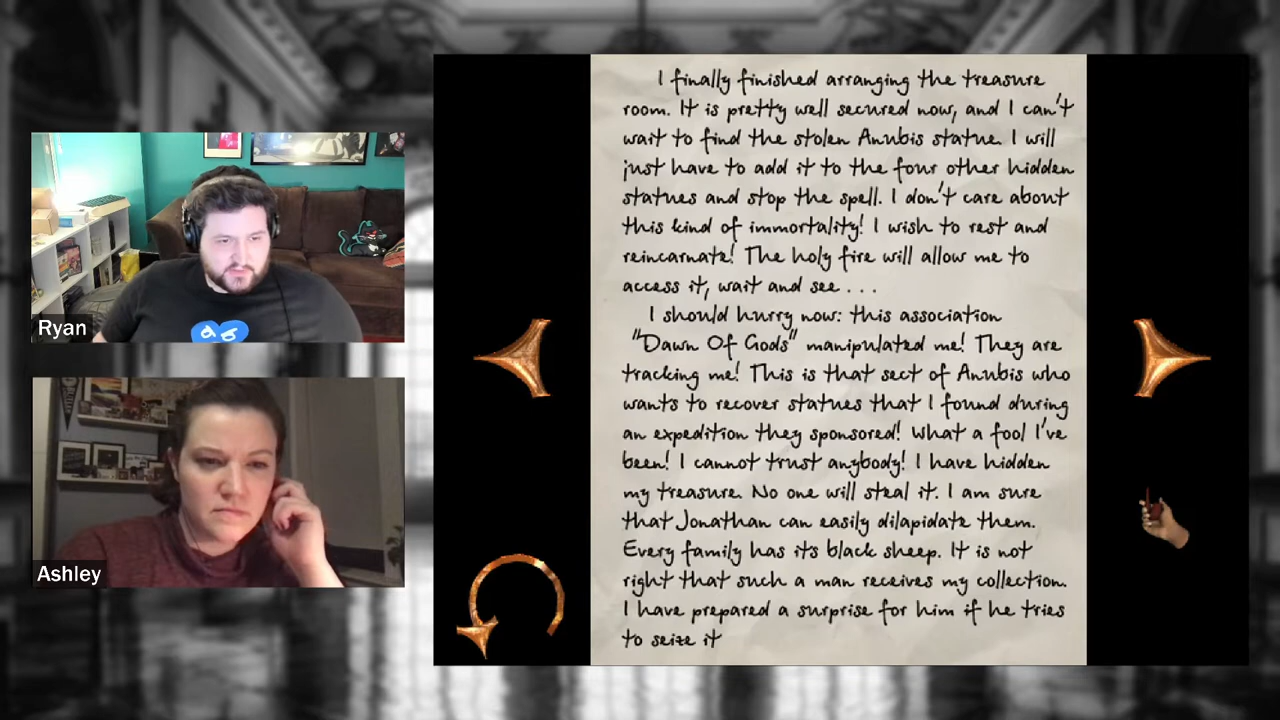 I finally finished arranging the treasure
room. It is pretty well secured now, and I can't
wait to find the stolen Anubis statue. I will
just have to add it to the four other hidden
statues and stop the spell. I don't care about
this kind of immortality! I wish to rest and
reincarnate! The holy fire will allow me to
access it, wait and see . . .
I should hurry now: this association
"Dawn Of Gods" manipulated me! They are
tracking me! This is that sect of Anubis who
wants to recover statues that I found during
an expedition they sponsored! What a fool I've
been! I cannot trust anybody! I have hidden
my treasure. No one will steal it. I am sure
that Jonathan can easily dilapidate them.
Every family has its black sheep. It is not
right that such a man receives my collection.
I have prepared a surprise for him if he tries
to seize it
Ryan
Ashley